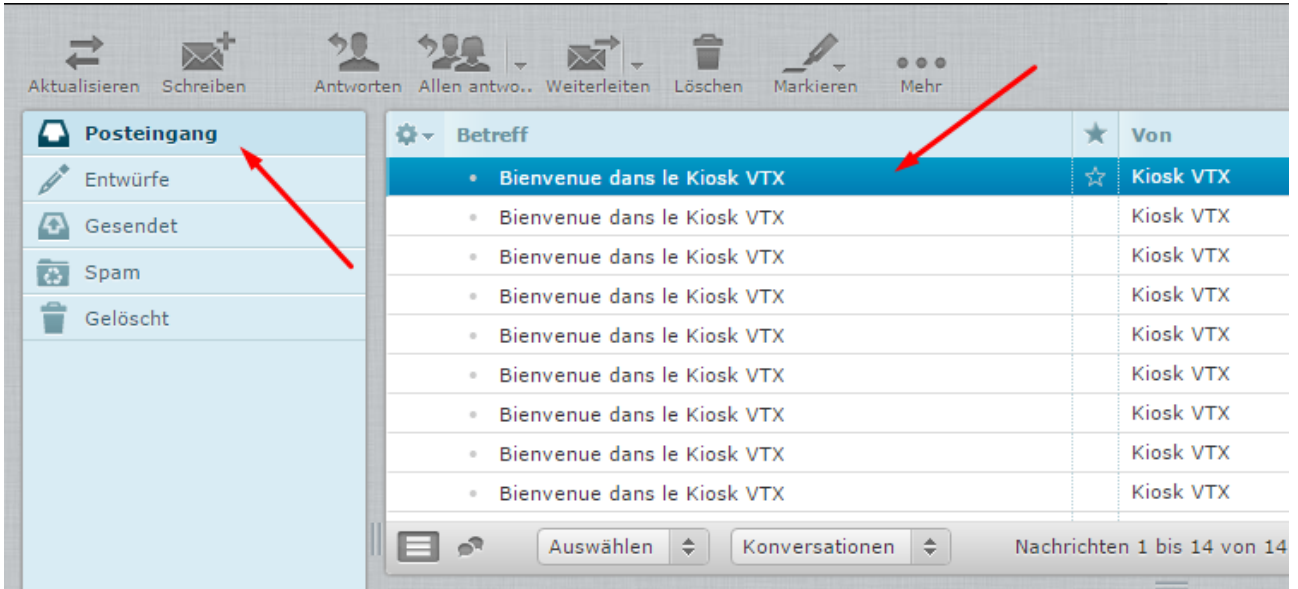 Aktualisieren Schreiben Antworten Allen antwo.. Weiterleiten Löschen Markieren Mehr
Posteingang
Entwürfe
Gesendet
Spam
Gelöscht
Betreff Von
Bienvenue dans le Kiosk VTX Kiosk VTX
Bienvenue dans le Kiosk VTX Kiosk VTX
Bienvenue dans le Kiosk VTX Kiosk VTX
Bienvenue dans le Kiosk VTX Kiosk VTX
Bienvenue dans le Kiosk VTX Kiosk VTX
Bienvenue dans le Kiosk VTX Kiosk VTX
Bienvenue dans le Kiosk VTX Kiosk VTX
Bienvenue dans le Kiosk VTX Kiosk VTX
Bienvenue dans le Kiosk VTX Kiosk VTX
Auswählen Konversationen Nachrichten 1 bis 14 von 14